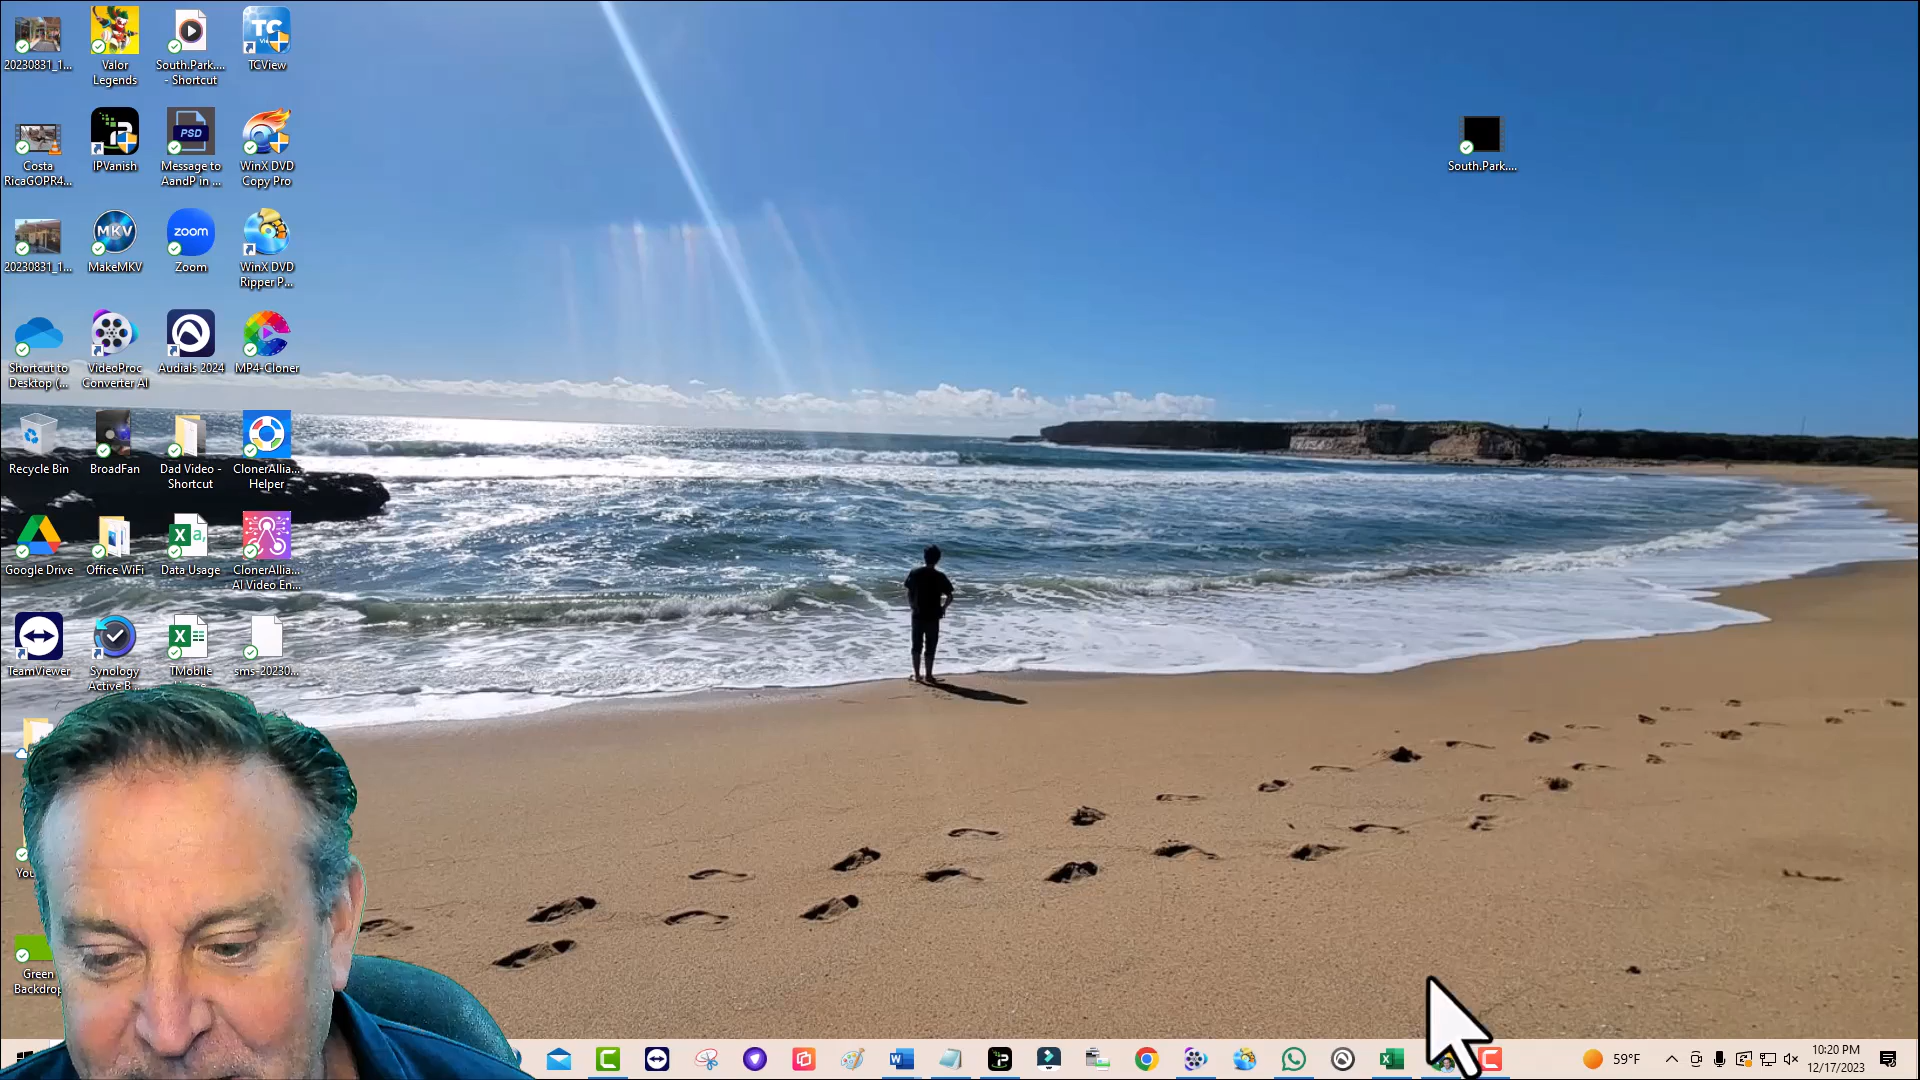 20230831_1...
Valor
Legends
South.Park....
- Shortcut
TC
View
TCView
Costa
RicaGOPR4...
IPVanish
PSD
Message to
AandP in ...
WinX DVD
Copy Pro
South.Park....
20230831_1...
MKV
MakeMKV
zoom
Zoom
WinX DVD
Ripper P...
Shortcut to
Desktop (...
VideoProc
Converter AI
Audials 2024
MP4-Cloner
Recycle Bin
BroadFan
Dad Video -
Shortcut
ClonerAllia...
Helper
Google Drive
Office WiFi
Data Usage
ClonerAllia...
AI Video En...
TeamViewer
Synology
Active B...
TMobile
sms-20230...
Green
Backdrop
59°F
10:20 PM
12/17/2023